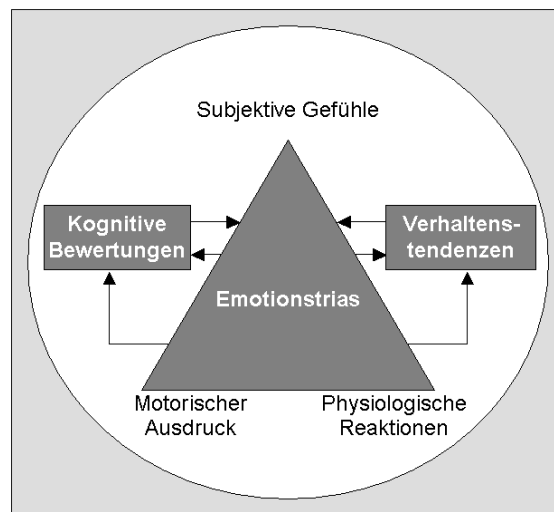 Subjektive Gefühle
Kognitive
Bewertungen
Verhaltens-
tendenzen
Emotionstrias
Motorischer
Ausdruck
Physiologische
Reaktionen